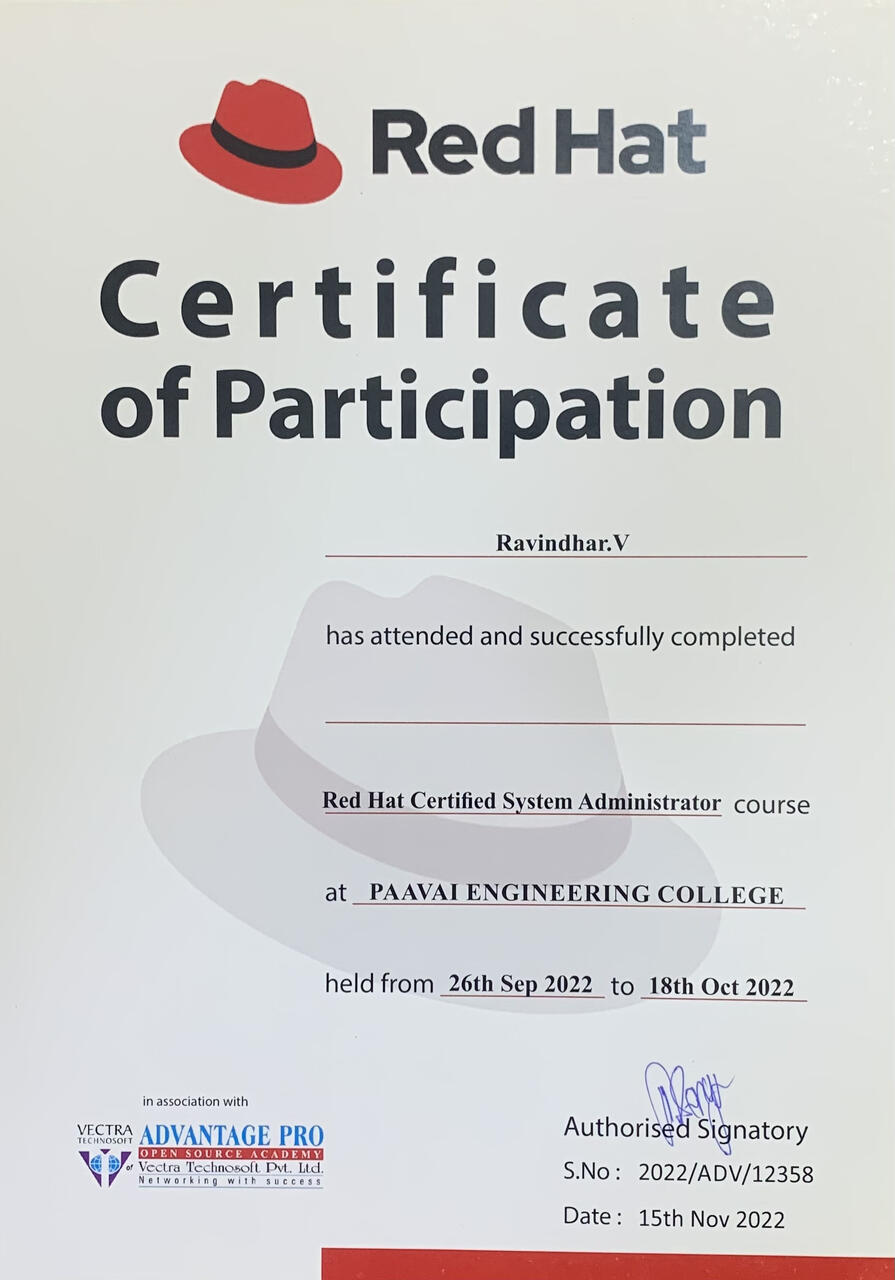 Red Hat
Certificate
of Participation
Ravindhar.V
has attended and successfully completed
Red Hat Certified System Administrator course
at PAAVAI ENGINEERING COLLEGE
held from 26th Sep 2022 to 18th Oct 2022
in association with
VECTRA
TECHNOSOFT
ADVANTAGE PRO
OPEN SOURCE ACADEMY
of Vectra Technosoft Pvt. Ltd.
Networking with success
Authorised Signatory
S.No : 2022/ADV/12358
Date : 15th Nov 2022